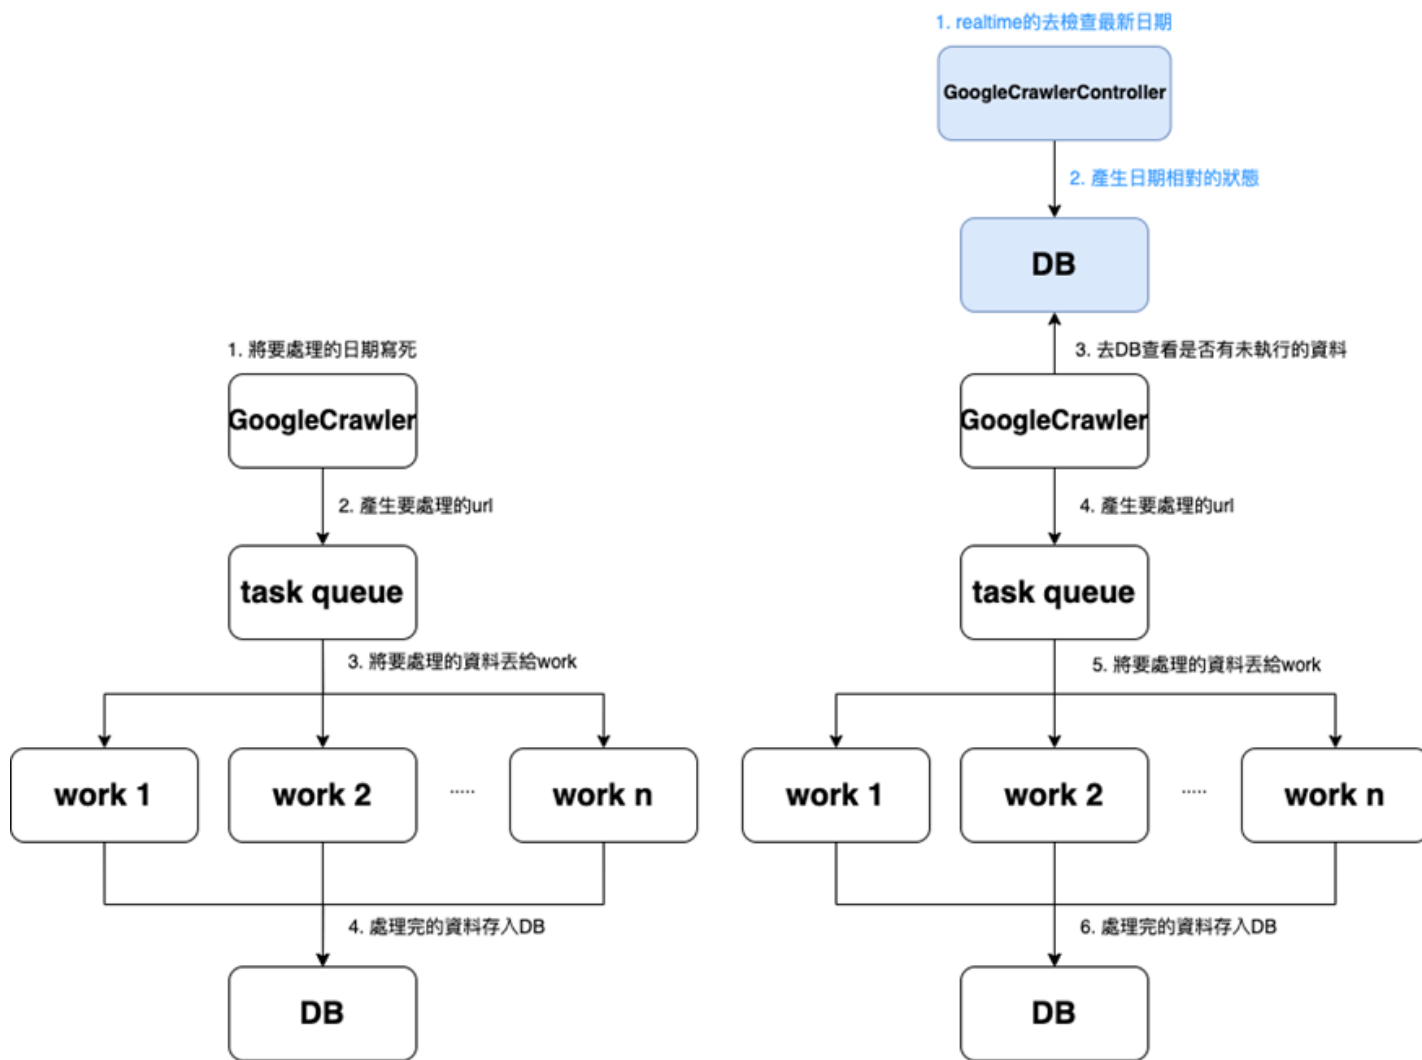 1. 將要處理的日期寫死
GoogleCrawler
2. 產生要處理的url
task queue
3. 將要處理的資料丟給work
work 1
work 2
.....
work n
4. 處理完的資料存入DB
DB
1. realtime的去檢查最新日期
GoogleCrawlerController
2. 產生日期相對的狀態
DB
3. 去DB查看是否有未執行的資料
GoogleCrawler
4. 產生要處理的url
task queue
5. 將要處理的資料丟給work
work 1
work 2
.....
work n
6. 處理完的資料存入DB
DB